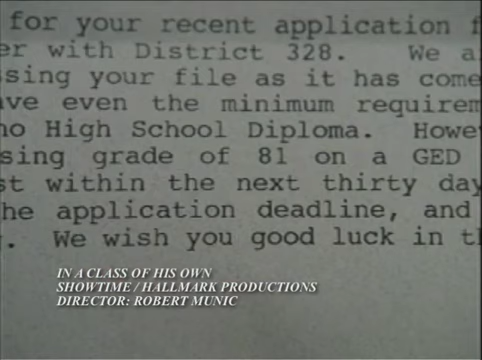 for your recent application
er with District 328. We a
ssing your file as it has come
ave even the minimum requirem
no High School Diploma. Howe
sing grade of 81 on a GED
st within the next thirty day
he application deadline, and
. We wish you good luck in t
IN A CLASS OF HIS OWN
SHOWTIME / HALLMARK PRODUCTIONS
DIRECTOR: ROBERT MUNIC